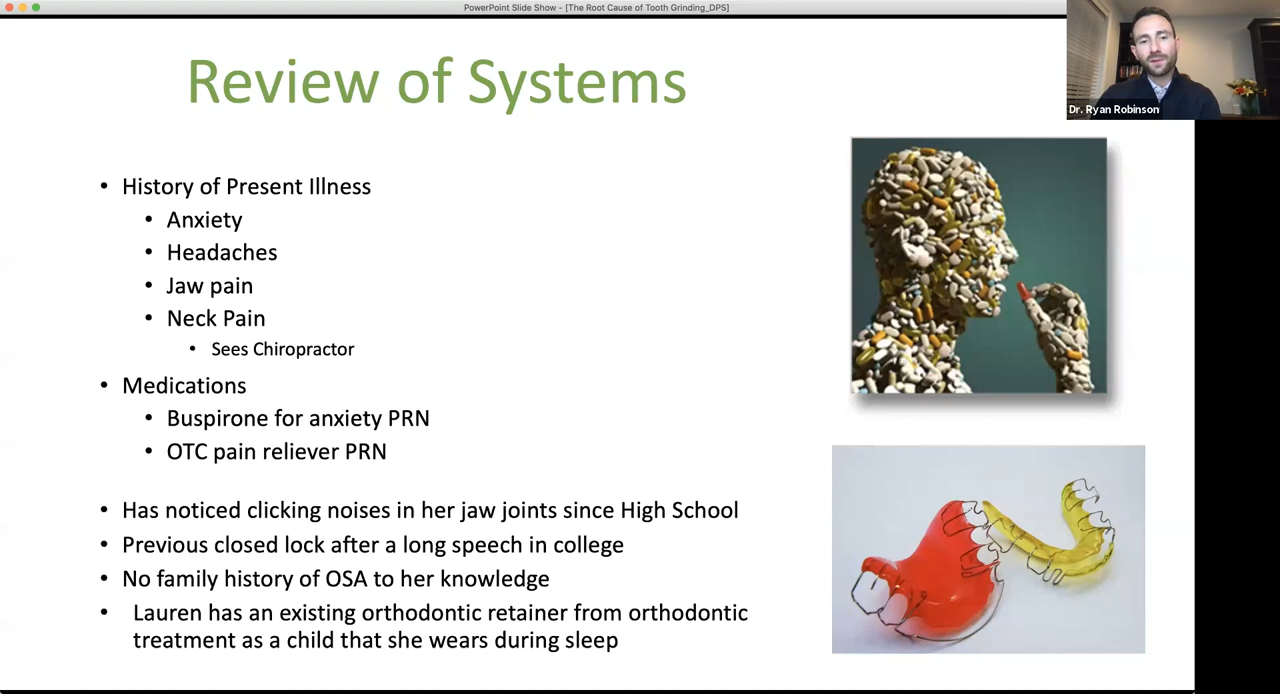 PowerPoint Slide Show - [The Root Cause of Tooth Grinding_DPS]
Dr. Ryan Robinson
Review of Systems
• History of Present Illness
• Anxiety
• Headaches
• Jaw pain
• Neck Pain
• Sees Chiropractor
• Medications
• Buspirone for anxiety PRN
• OTC pain reliever PRN
• Has noticed clicking noises in her jaw joints since High School
• Previous closed lock after a long speech in college
• No family history of OSA to her knowledge
• Lauren has an existing orthodontic retainer from orthodontic
treatment as a child that she wears during sleep